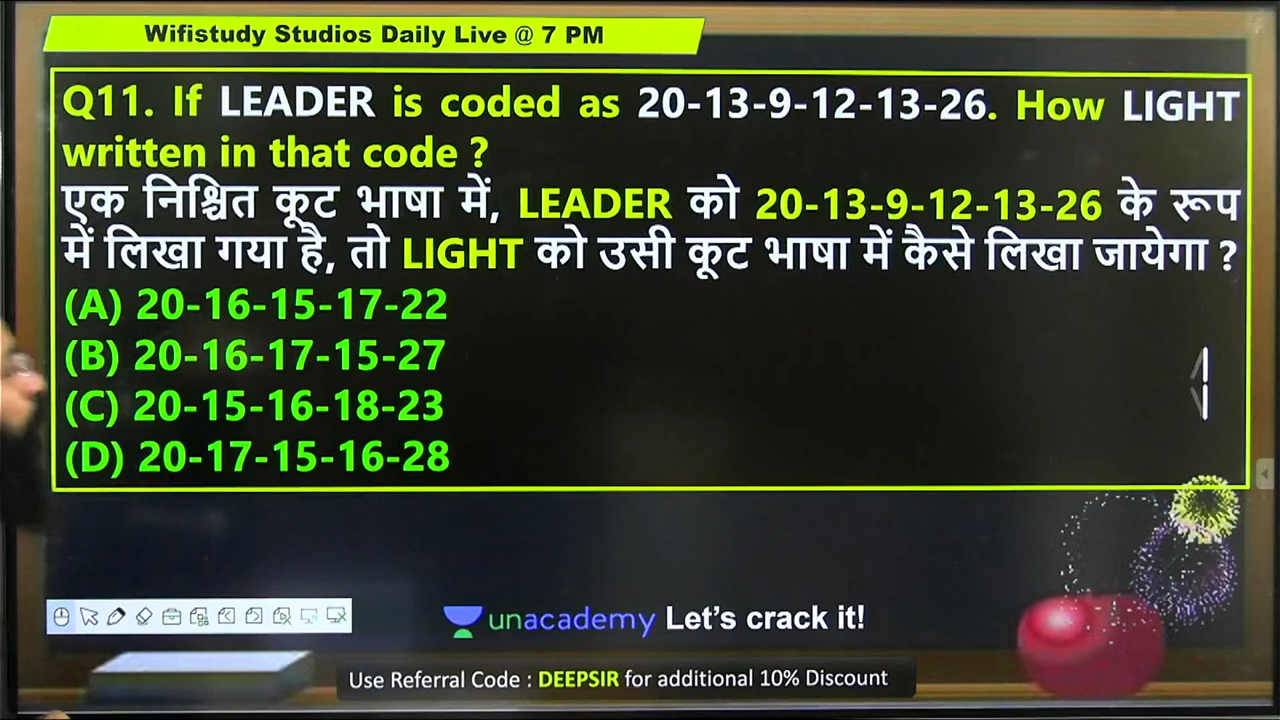 Wifistudy Studios Daily Live @ 7 PM
Q11. If LEADER is coded as 20-13-9-12-13-26. How LIGHT
written in that code ?
एक निश्चित कूट भाषा में, LEADER को 20-13-9-12-13-26 के रूप
में लिखा गया है, तो LIGHT को उसी कूट भाषा में कैसे लिखा जायेगा ?
(A) 20-16-15-17-22
(B) 20-16-17-15-27
(C) 20-15-16-18-23
(D) 20-17-15-16-28
unacademy Let's crack it!
Use Referral Code : DEEPSIR for additional 10% Discount